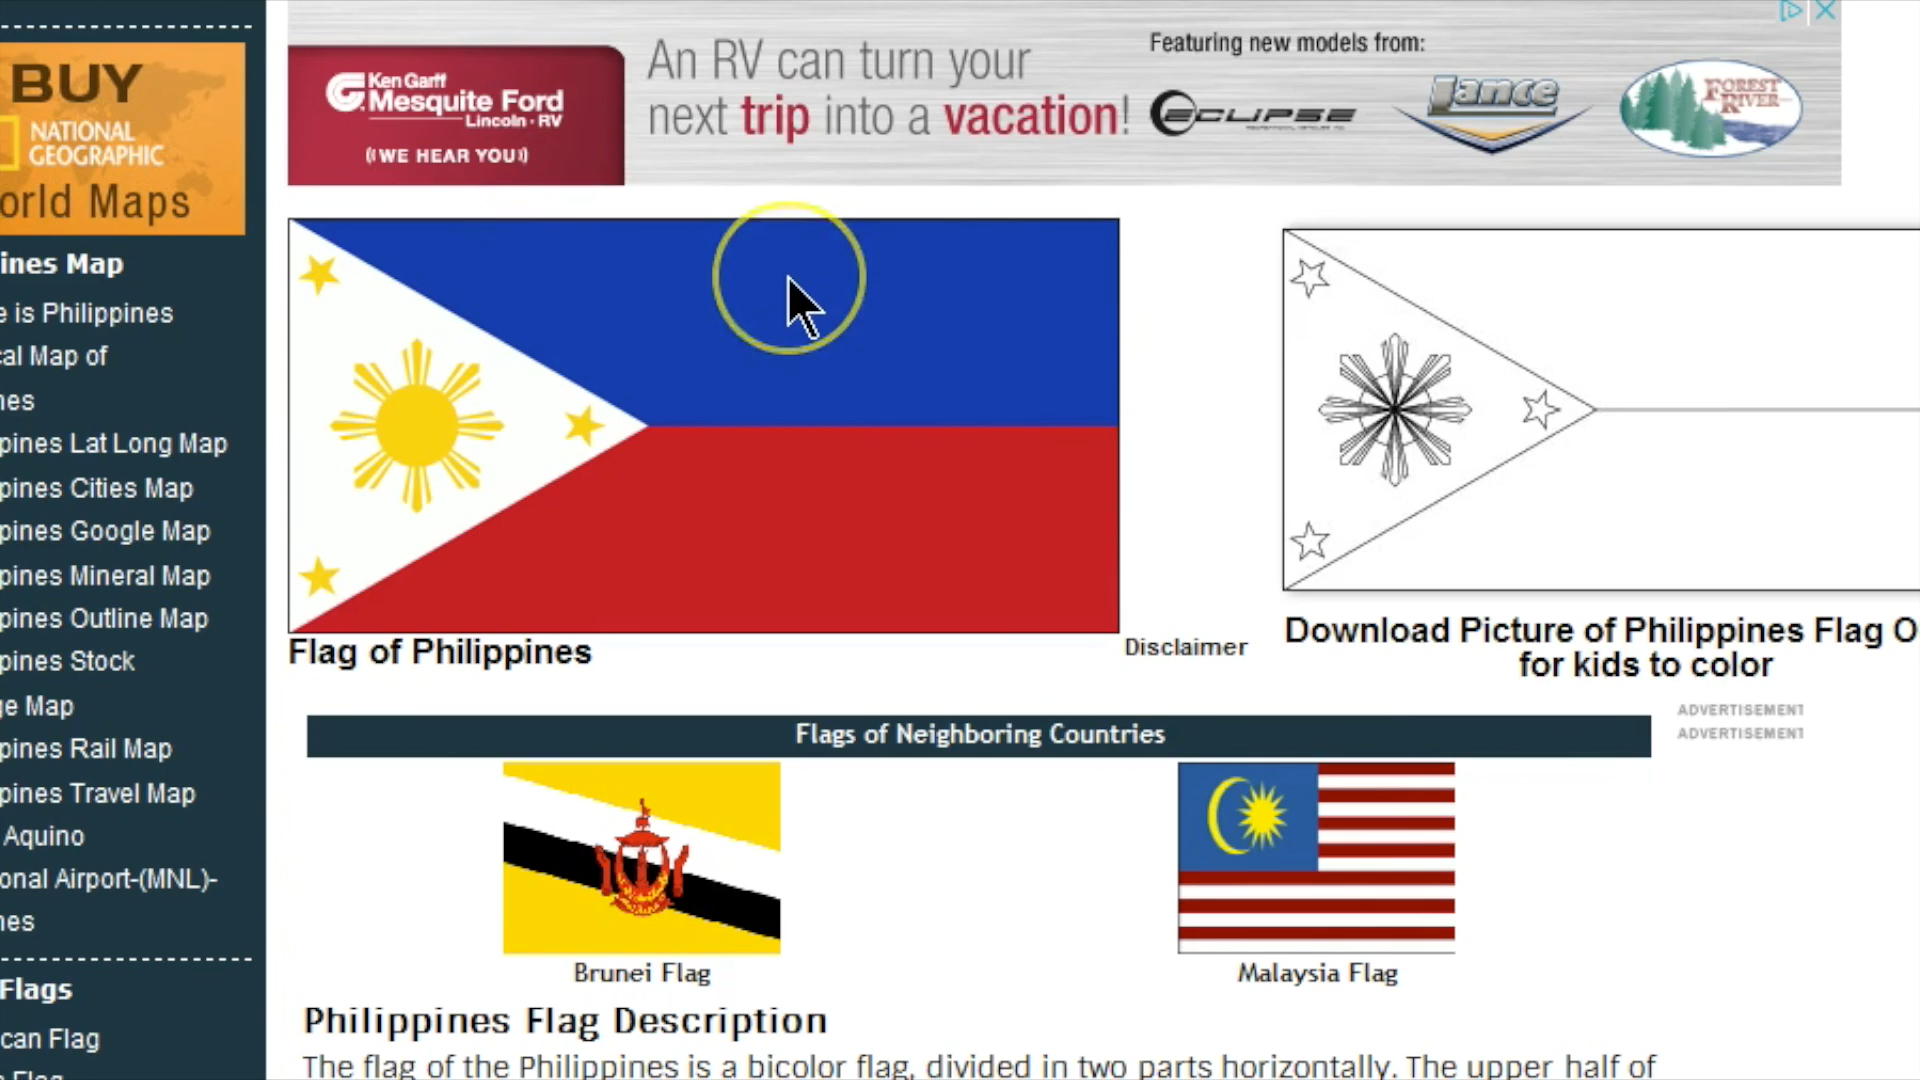 BUY
NATIONAL
GEOGRAPHIC
orld Maps
ines Map
e is Philippines
cal Map of
nes
pines Lat Long Map
pines Cities Map
pines Google Map
pines Mineral Map
pines Outline Map
pines Stock
ge Map
pines Rail Map
pines Travel Map
Aquino
onal Airport-(MNL)-
nes
Flags
can Flag
Ken Garff
Mesquite Ford
Lincoln · RV
WE HEAR YOU
An RV can turn your
next trip into a vacation!
Featuring new models from:
ECLIPSE
Lance
FOREST
RIVER
Flag of Philippines
Disclaimer
Download Picture of Philippines Flag O
for kids to color
ADVERTISEMENT
ADVERTISEMENT
Flags of Neighboring Countries
Brunei Flag
Malaysia Flag
Philippines Flag Description
The flag of the Philippines is a bicolor flag, divided in two parts horizontally. The upper half of